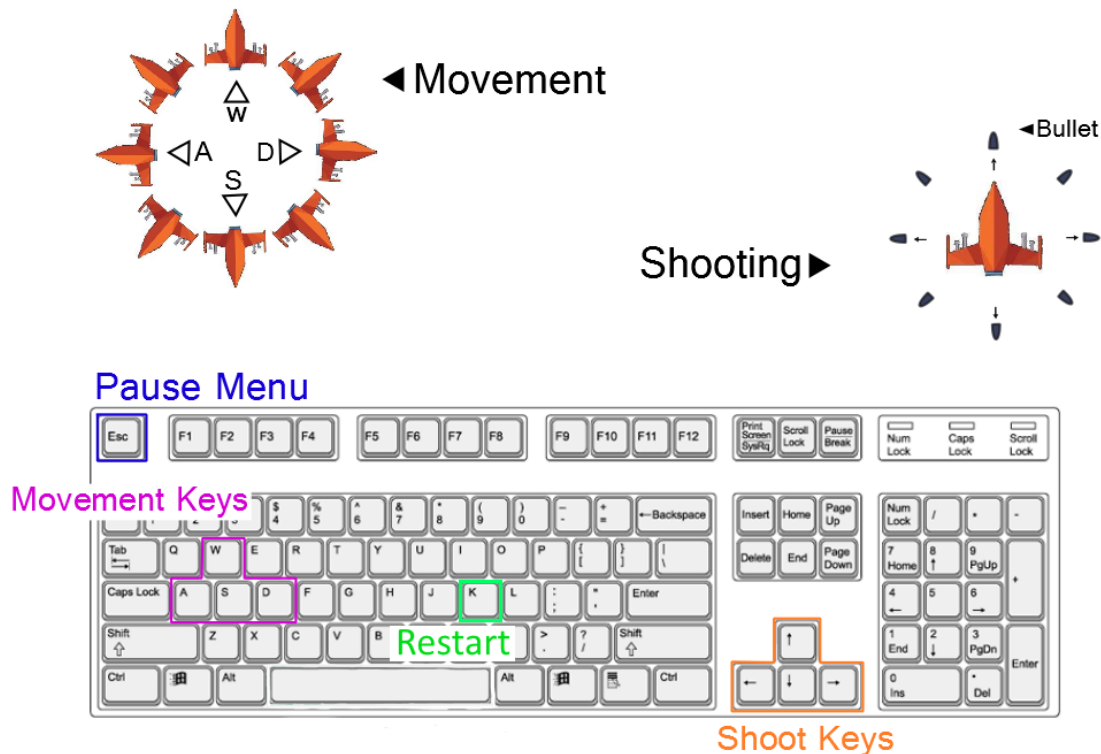 ◄Movement
W
A D
S
◄Bullet
Shooting►
Pause Menu
Esc F1 F2 F3 F4 F5 F6 F7 F8 F9 F10 F11 F12 Print Screen SysRq Scroll Lock Pause Break Num Lock Caps Lock Scroll Lock
Movement Keys
$ 4 % 5 ^ 6 & 7 * 8 ( 9 ) 0 – - + = ←Backspace Insert Home Page Up Num Lock / * -
Tab Q W E R T Y U I O P { [ } ] | \ Delete End Page Down 7 Home 8 ↑ 9 PgUp +
Caps Lock A S D F G H J K L : ; " ' Enter 4 ← 5 6 →
Shift Z X C V B > . ? / Shift ↑ 1 End 2 ↓ 3 PgDn Enter
Restart
Ctrl Alt Alt Ctrl ← ↓ → 0 Ins . Del
Shoot Keys